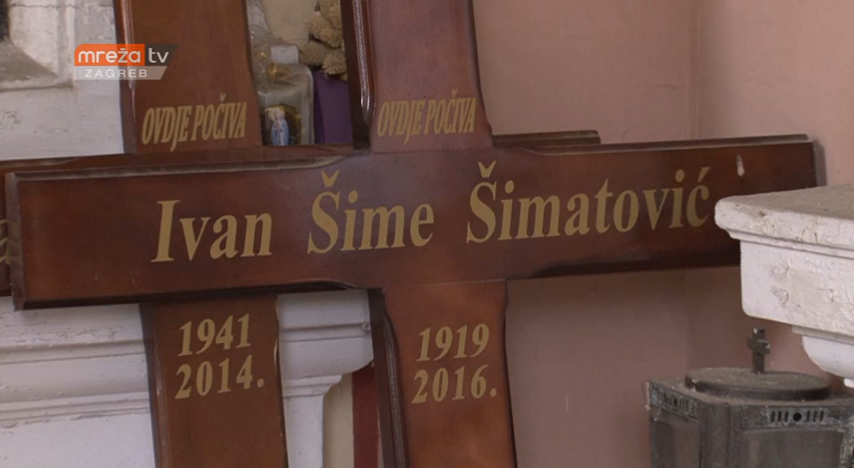 mreža tv
ZAGREB
OVDJE POČIVA
OVDJE POČIVA
Ivan Šime Šimatović
1941
2014.
1919
2016.